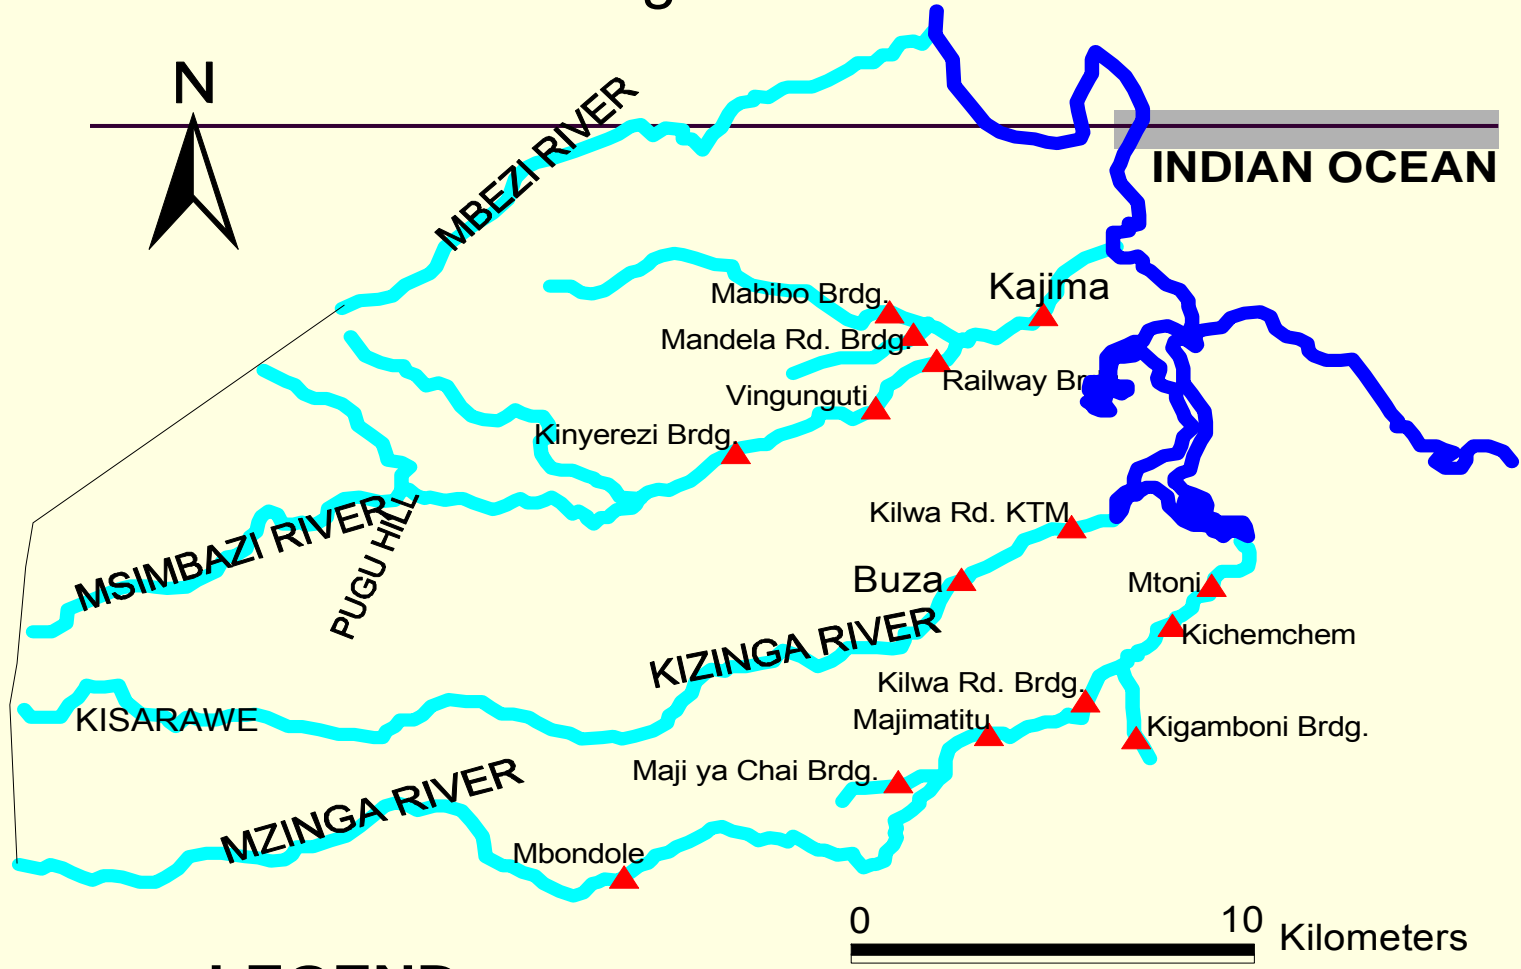 N
MBEZI RIVER
INDIAN OCEAN
Kajima
Mabibo Brdg.
Mandela Rd. Brdg.
Railway
Vingunguti
Kinyerezi Brdg.
MSIMBAZI RIVER
PUGU HILL
Kilwa Rd. KTM
Buza
Mtoni
Kichemchem
KIZINGA RIVER
Kilwa Rd. Brdg.
KISARAWE
Majimatitu
Kigamboni Brdg.
Maji ya Chai Brdg.
MZINGA RIVER
Mbondole
0 10
Kilometers
LEGEND